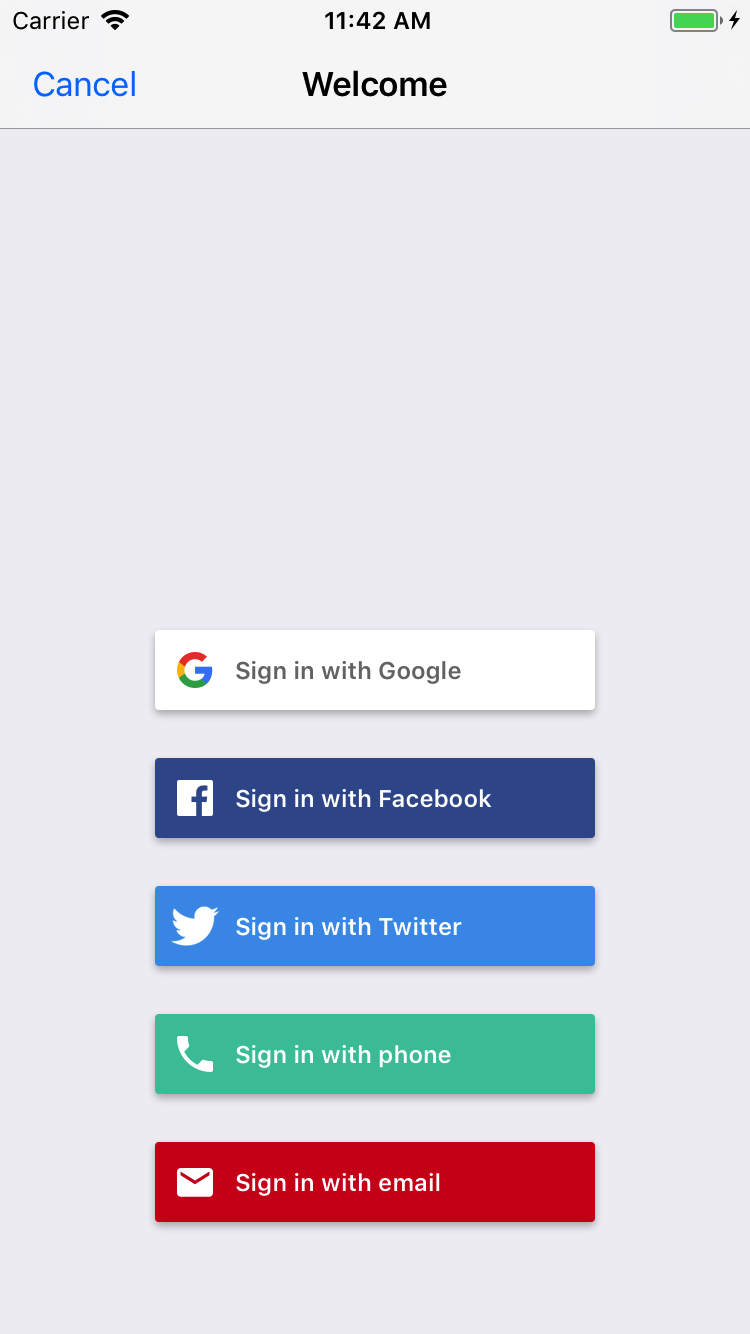 Carrier 11:42 AM
Cancel Welcome
Sign in with Google
Sign in with Facebook
Sign in with Twitter
Sign in with phone
Sign in with email